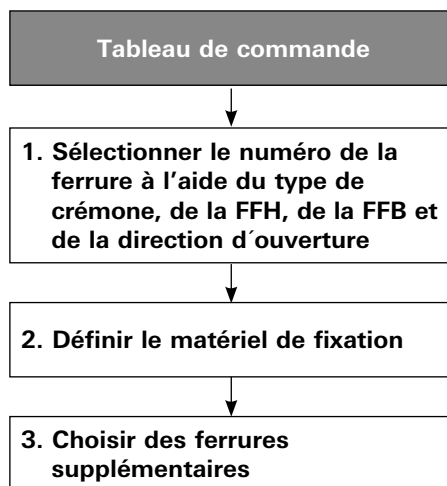 Tableau de commande
1. Sélectionner le numéro de la
ferrure à l'aide du type de
crémone, de la FFH, de la FFB et
de la direction d´ouverture
2. Définir le matériel de fixation
3. Choisir des ferrures
supplémentaires